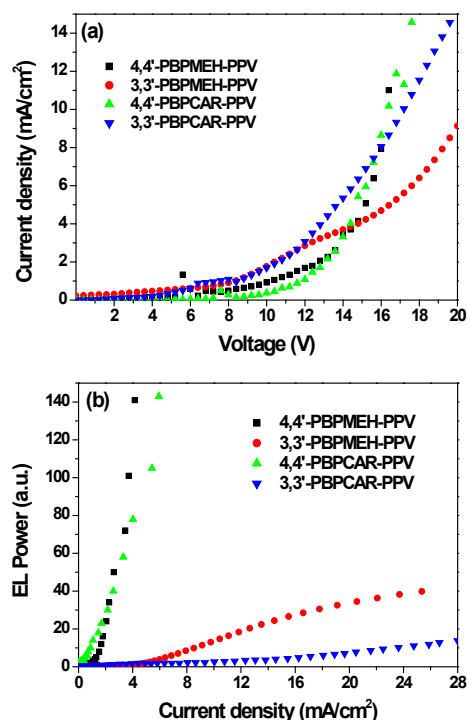 (a)
4,4'-PBPMEH-PPV
3,3'-PBPMEH-PPV
4,4'-PBPCAR-PPV
3,3'-PBPCAR-PPV
Current density (mA/cm²)
14
12
10
8
6
4
2
0
2 4 6 8 10 12 14 16 18 20
Voltage (V)
(b)
4,4'-PBPMEH-PPV
3,3'-PBPMEH-PPV
4,4'-PBPCAR-PPV
3,3'-PBPCAR-PPV
EL Power (a.u.)
140
120
100
80
60
40
20
0
0 4 8 12 16 20 24 28
Current density (mA/cm²)